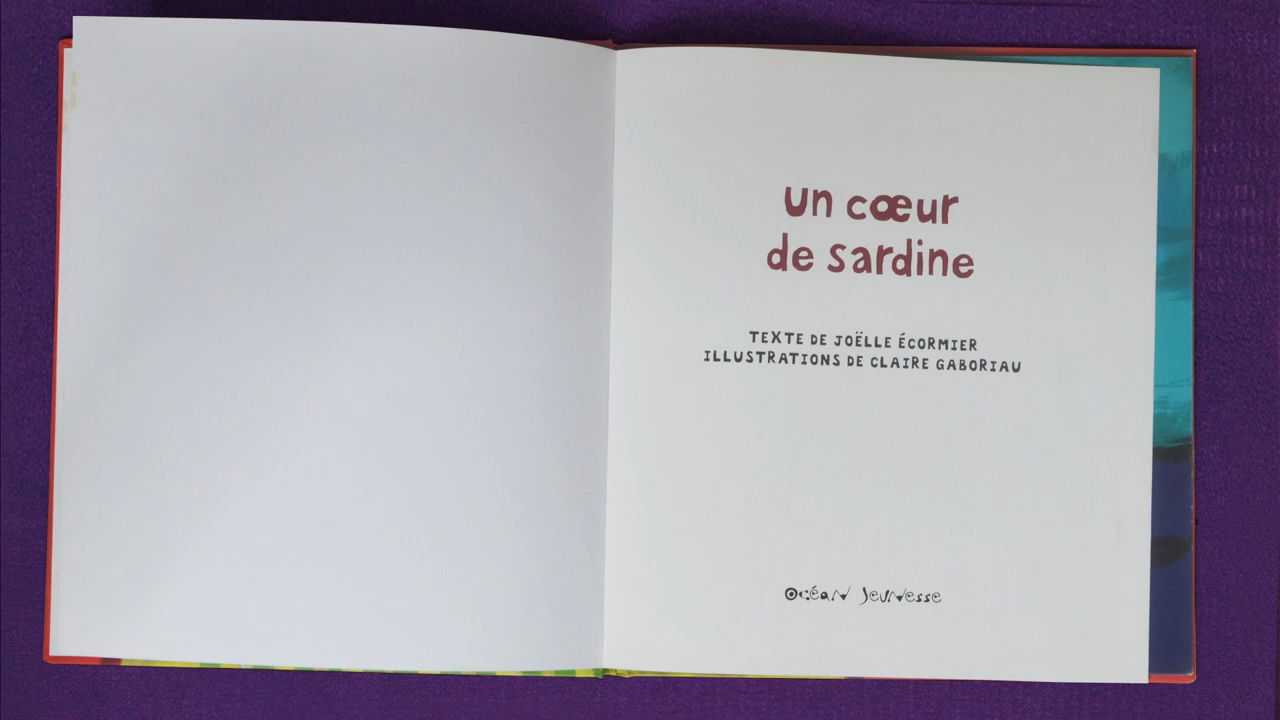 un cœur
de sardine
TEXTE DE JOËLLE ÉCORMIER
ILLUSTRATIONS DE CLAIRE GABORIAU
océan Jeunesse